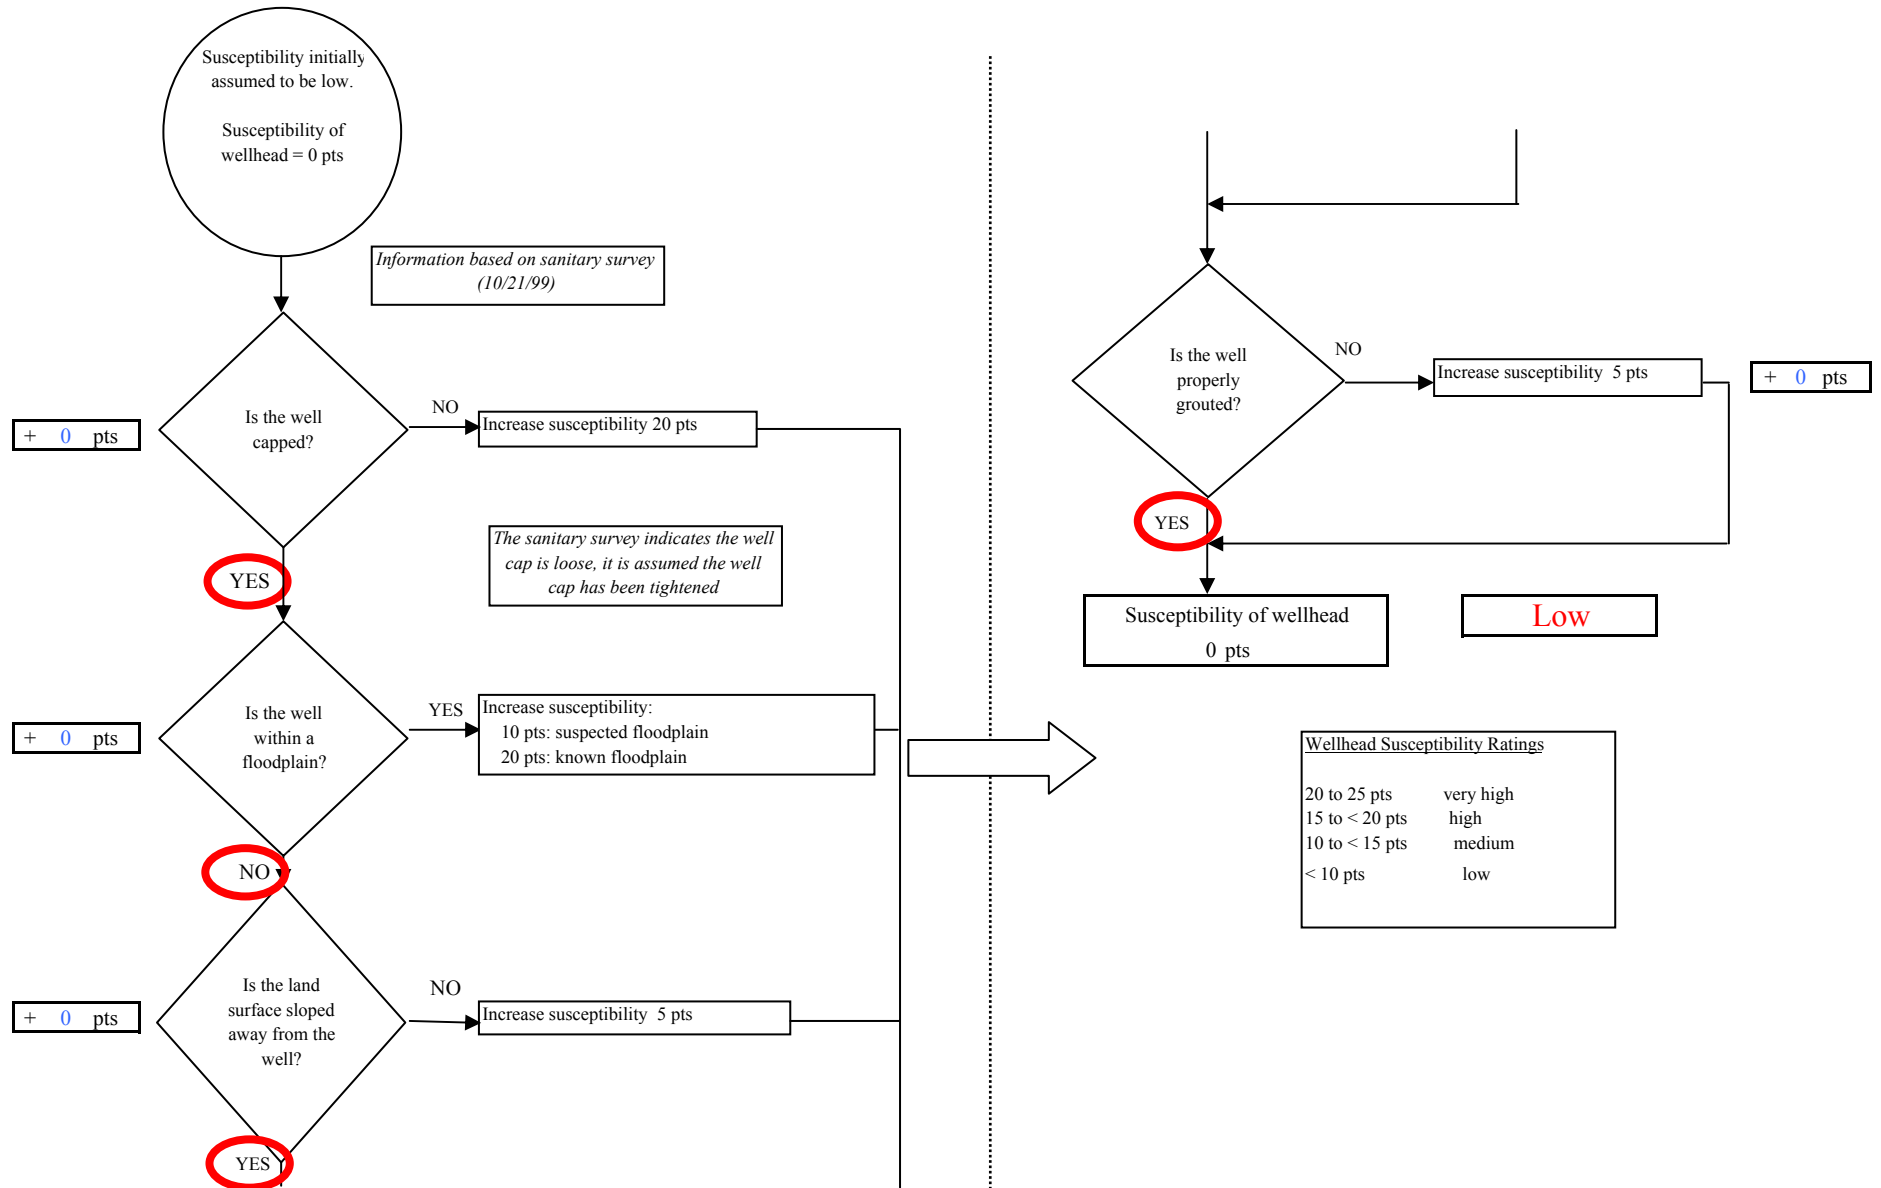 Susceptibility initially
assumed to be low.
Susceptibility of
wellhead = 0 pts
Information based on sanitary survey
(10/21/99)
Is the well
capped?
+ 0 pts
NO
Increase susceptibility 20 pts
YES
The sanitary survey indicates the well
cap is loose, it is assumed the well
cap has been tightened
Is the well
within a
floodplain?
+ 0 pts
YES
Increase susceptibility:
10 pts: suspected floodplain
20 pts: known floodplain
NO
Is the land
surface sloped
away from the
well?
+ 0 pts
NO
Increase susceptibility 5 pts
YES
Is the well
properly
grouted?
NO
Increase susceptibility 5 pts
+ 0 pts
YES
Susceptibility of wellhead
0 pts
Low
Wellhead Susceptibility Ratings
20 to 25 pts very high
15 to < 20 pts high
10 to < 15 pts medium
< 10 pts low